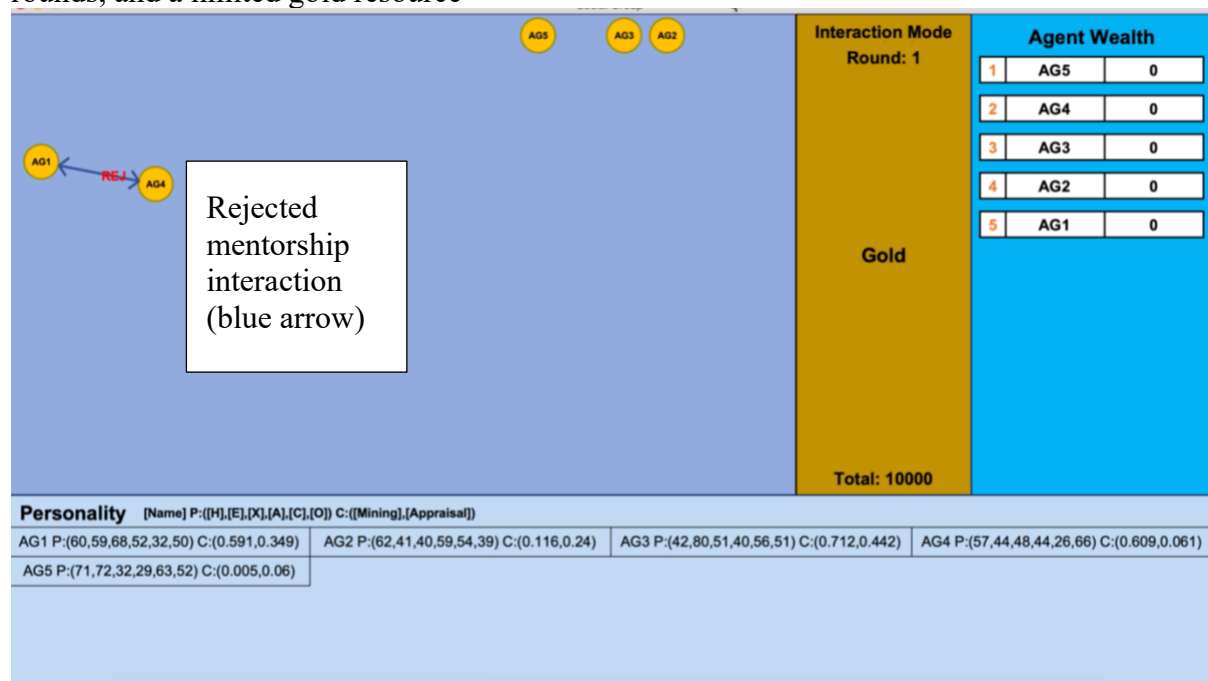 AG5
AG3
AG2
AG1
REJ
AG4
Rejected
mentorship
interaction
(blue arrow)
Interaction Mode
Round: 1
Gold
Total: 10000
Agent Wealth
1 AG5 0
2 AG4 0
3 AG3 0
4 AG2 0
5 AG1 0
Personality [Name] P:([H],[E],[X],[A],[C],[O]) C:([Mining],[Appraisal])
AG1 P:(60,59,68,52,32,50) C:(0.591,0.349) AG2 P:(62,41,40,59,54,39) C:(0.116,0.24) AG3 P:(42,80,51,40,56,51) C:(0.712,0.442) AG4 P:(57,44,48,44,26,66) C:(0.609,0.061)
AG5 P:(71,72,32,29,63,52) C:(0.005,0.06)